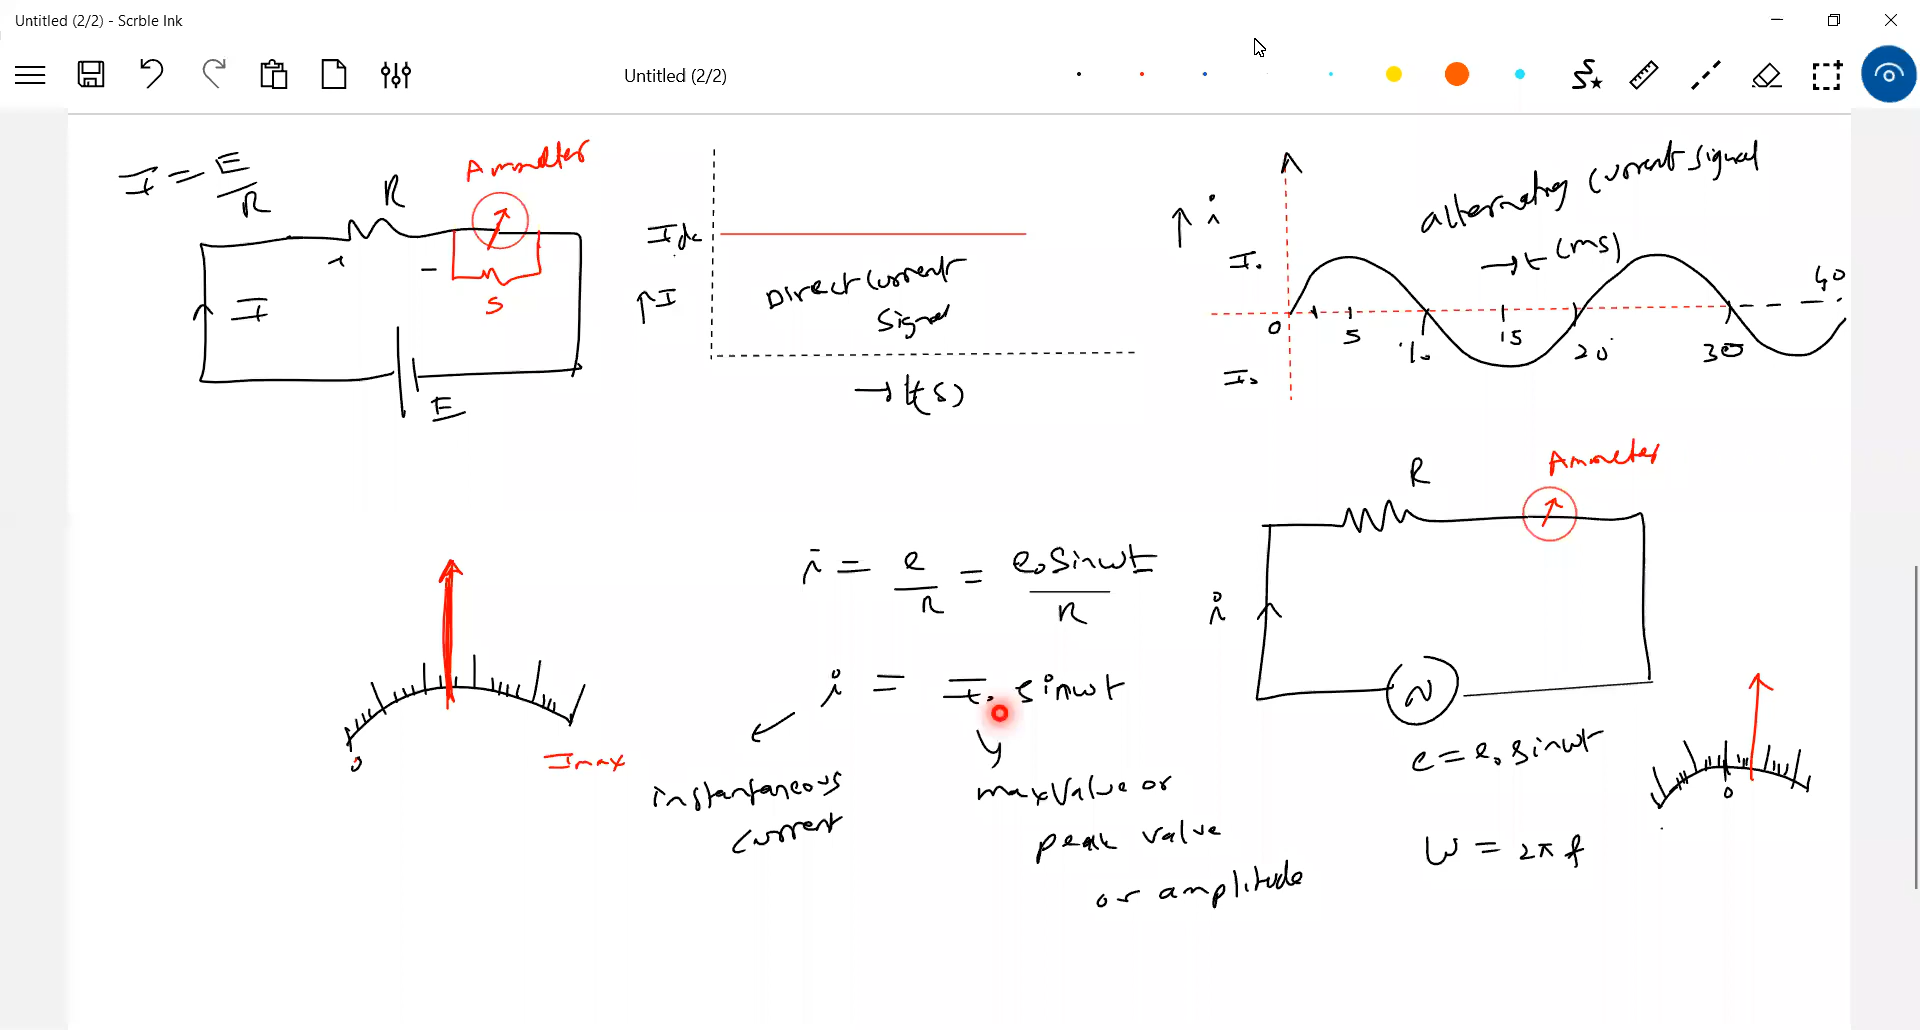 Untitled (2/2) - Scrble Ink
Untitled (2/2)
I = E/R
R
Ammeter
+
-
S
I
E
Idc
↑I
Direct Current
Signal
→ t(s)
↑ i
alternating current signal
→ t (ms)
I₀
0
5
10
15
20
30
40
I₀
i = e/R = e₀ sinωt/R
i = I₀ sinωt
instantaneous
current
max value or
peak value
or amplitude
0
Imax
R
Ammeter
i
e = e₀ sinωt
ω = 2π f
0